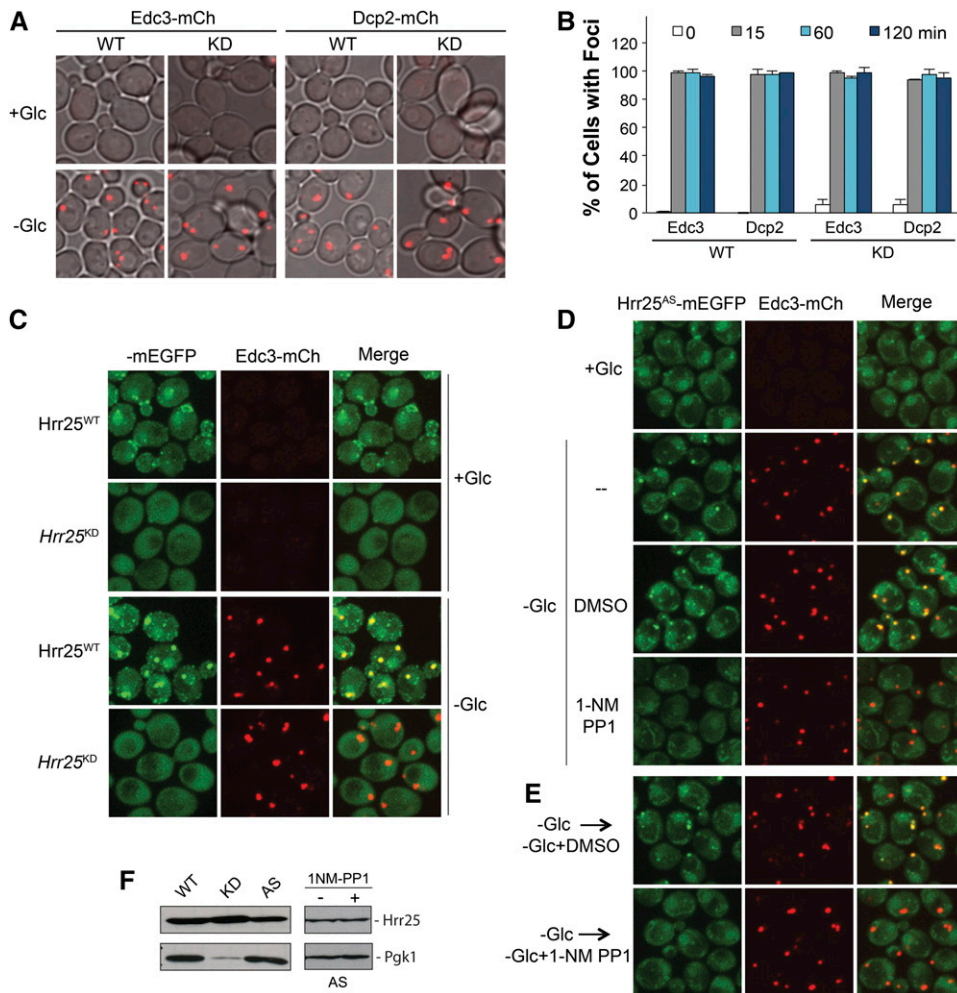 A
Edc3-mCh Dcp2-mCh
WT KD WT KD
+Glc
-Glc
B
0 15 60 120 min
% of Cells with Foci
120
100
80
60
40
20
0
Edc3 Dcp2 Edc3 Dcp2
WT KD
C
-mEGFP Edc3-mCh Merge
Hrr25WT
Hrr25KD
+Glc
Hrr25WT
Hrr25KD
-Glc
D
Hrr25AS-mEGFP Edc3-mCh Merge
+Glc
--
-Glc
DMSO
1-NM
PP1
E
-Glc →
-Glc+DMSO
-Glc →
-Glc+1-NM PP1
F
WT KD AS
1NM-PP1
- +
- Hrr25
- Pgk1
AS